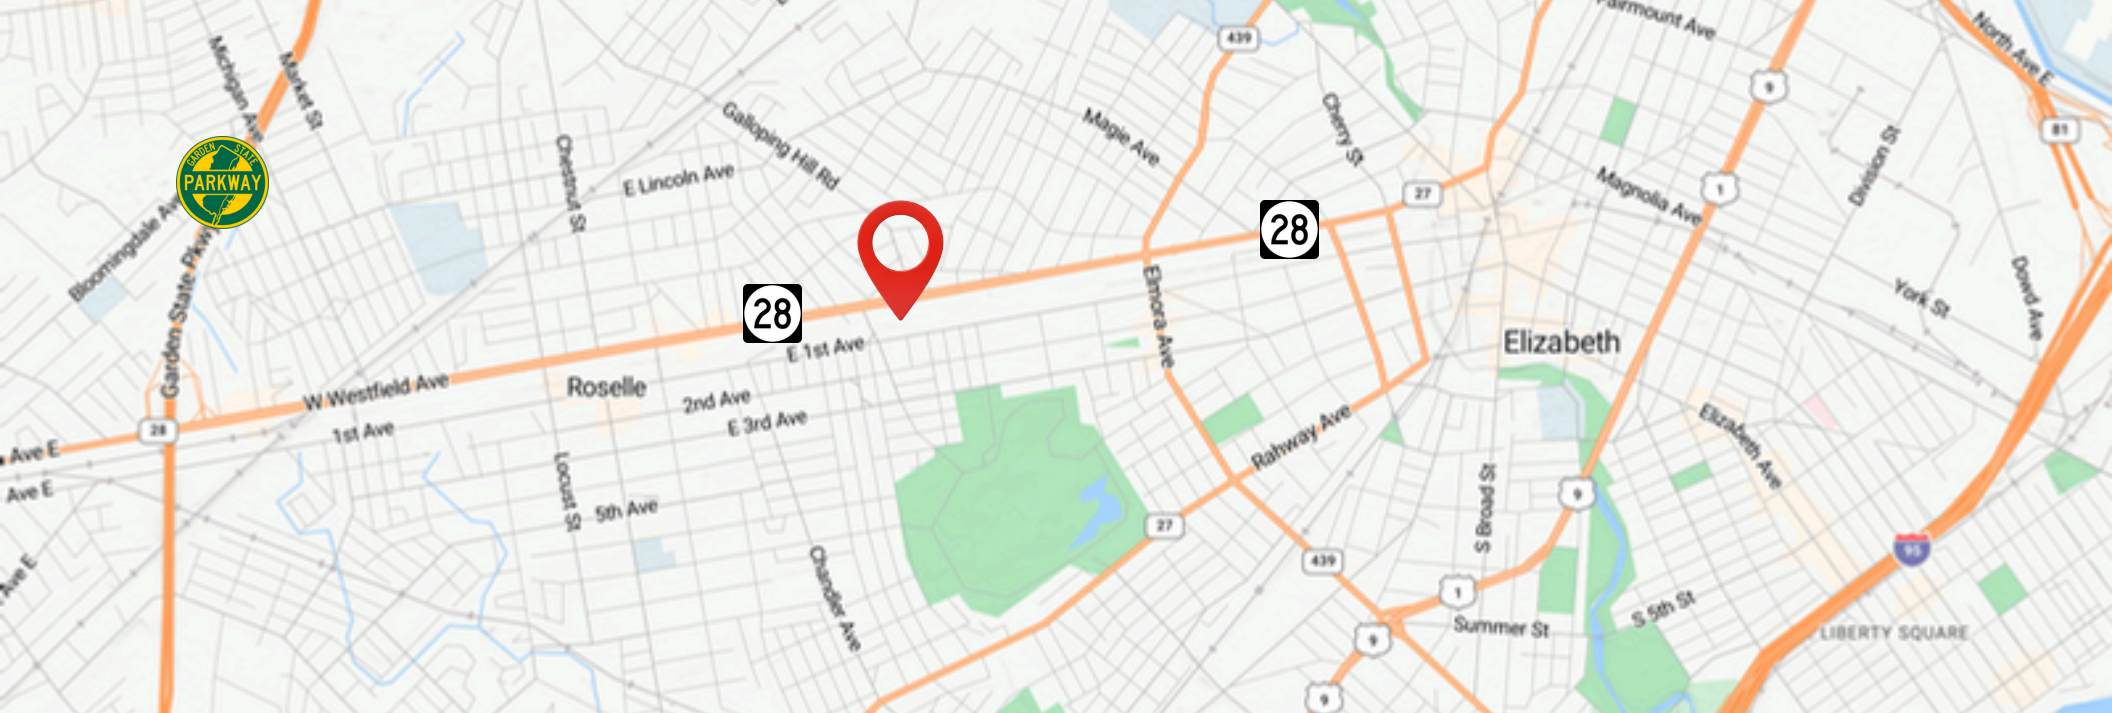 Fairmount Ave
North Ave E
439
Michigan Ave
Market St
9
Galloping Hill Rd
Magie Ave
Cherry St
81
Division St
GARDEN STATE
PARKWAY
Chestnut St
E Lincoln Ave
27
1
Magnolia Ave
Bloomingdale Ave
28
Garden State Pkwy
Elmora Ave
York St
Dowd Ave
28
E 1st Ave
Elizabeth
W Westfield Ave
Roselle
2nd Ave
E 3rd Ave
1st Ave
28
Ave E
Rahway Ave
Elizabeth Ave
Ave E
Locust St
5th Ave
S Broad St
9
27
95
439
Ave E
Chandler Ave
1
S 5th St
Summer St
9
LIBERTY SQUARE
9